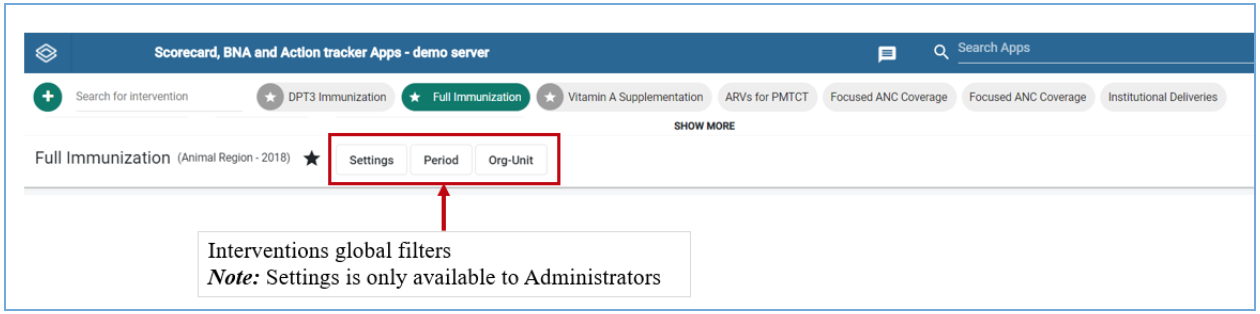 Scorecard, BNA and Action tracker Apps - demo server
Search Apps
Search for intervention
DPT3 Immunization
Full Immunization
Vitamin A Supplementation
ARVs for PMTCT
Focused ANC Coverage
Focused ANC Coverage
Institutional Deliveries
SHOW MORE
Full Immunization (Animal Region - 2018)
Settings
Period
Org-Unit
Interventions global filters
Note: Settings is only available to Administrators